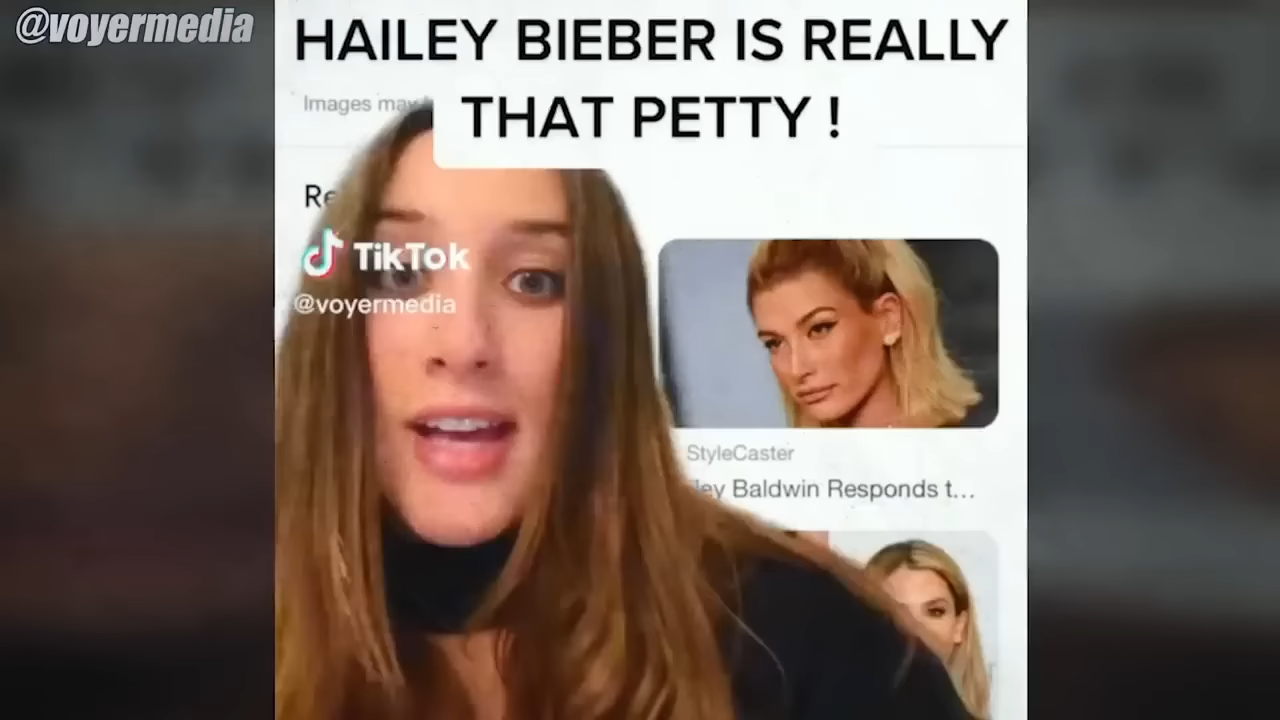 @voyermedia
HAILEY BIEBER IS REALLY
THAT PETTY !
Images may
Re
TikTok
@voyermedia
StyleCaster
ley Baldwin Responds t...